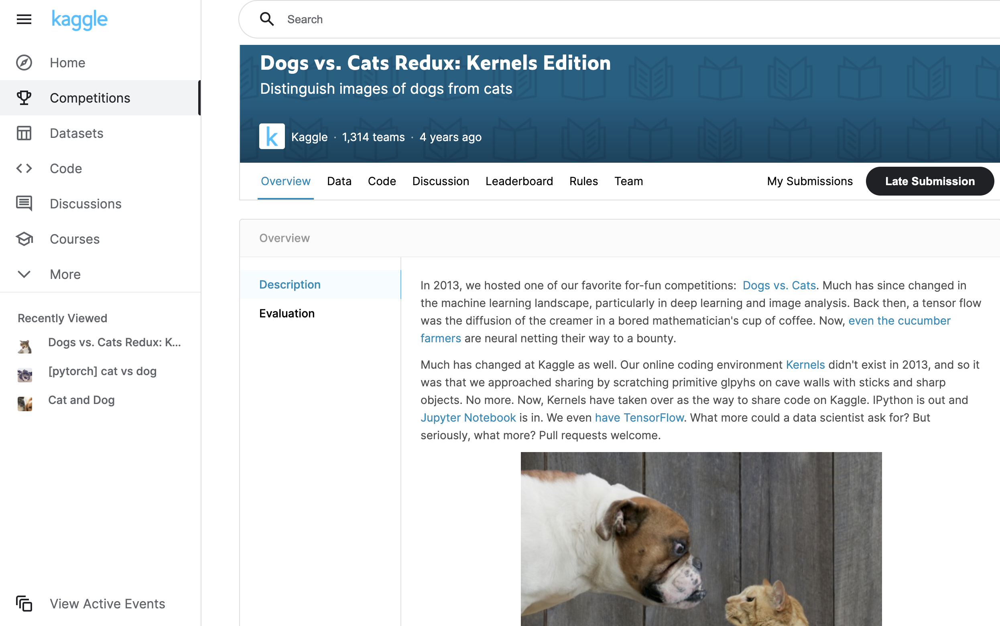 kaggle
Search
Home
Competitions
Datasets
Code
Discussions
Courses
More
Recently Viewed
Dogs vs. Cats Redux: K...
[pytorch] cat vs dog
Cat and Dog
View Active Events
Dogs vs. Cats Redux: Kernels Edition
Distinguish images of dogs from cats
k Kaggle · 1,314 teams · 4 years ago
Overview Data Code Discussion Leaderboard Rules Team My Submissions Late Submission
Overview
Description
Evaluation
In 2013, we hosted one of our favorite for-fun competitions: Dogs vs. Cats. Much has since changed in
the machine learning landscape, particularly in deep learning and image analysis. Back then, a tensor flow
was the diffusion of the creamer in a bored mathematician's cup of coffee. Now, even the cucumber
farmers are neural netting their way to a bounty.
Much has changed at Kaggle as well. Our online coding environment Kernels didn't exist in 2013, and so it
was that we approached sharing by scratching primitive glpyhs on cave walls with sticks and sharp
objects. No more. Now, Kernels have taken over as the way to share code on Kaggle. IPython is out and
Jupyter Notebook is in. We even have TensorFlow. What more could a data scientist ask for? But
seriously, what more? Pull requests welcome.